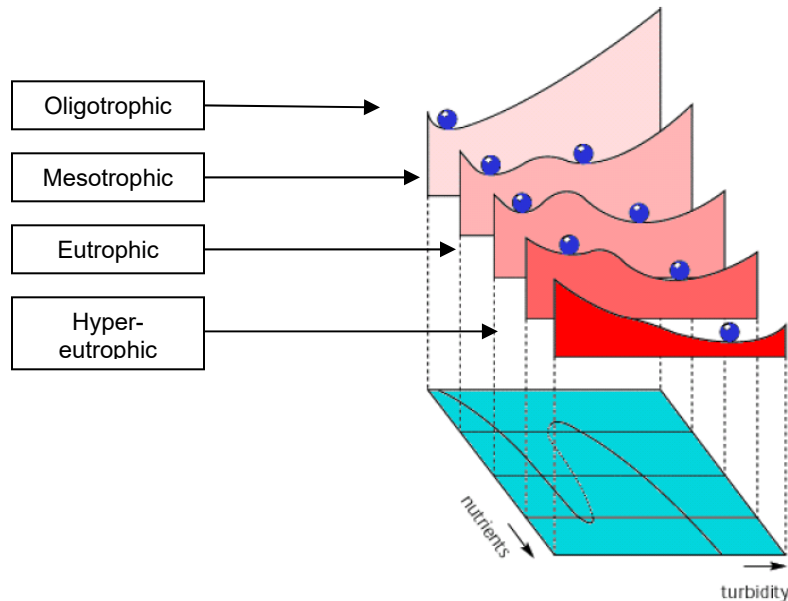 Oligotrophic
Mesotrophic
Eutrophic
Hyper-
eutrophic
nutrients
turbidity